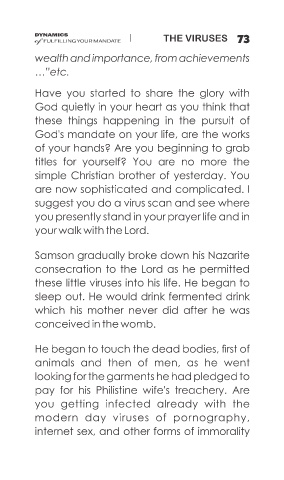 DYNAMICS
of FULFILLING YOUR MANDATE | THE VIRUSES 73
wealth and importance, from achievements
…"etc.
Have you started to share the glory with
God quietly in your heart as you think that
these things happening in the pursuit of
God's mandate on your life, are the works
of your hands? Are you beginning to grab
titles for yourself? You are no more the
simple Christian brother of yesterday. You
are now sophisticated and complicated. I
suggest you do a virus scan and see where
you presently stand in your prayer life and in
your walk with the Lord.
Samson gradually broke down his Nazarite
consecration to the Lord as he permitted
these little viruses into his life. He began to
sleep out. He would drink fermented drink
which his mother never did after he was
conceived in the womb.
He began to touch the dead bodies, first of
animals and then of men, as he went
looking for the garments he had pledged to
pay for his Philistine wife's treachery. Are
you getting infected already with the
modern day viruses of pornography,
internet sex, and other forms of immorality